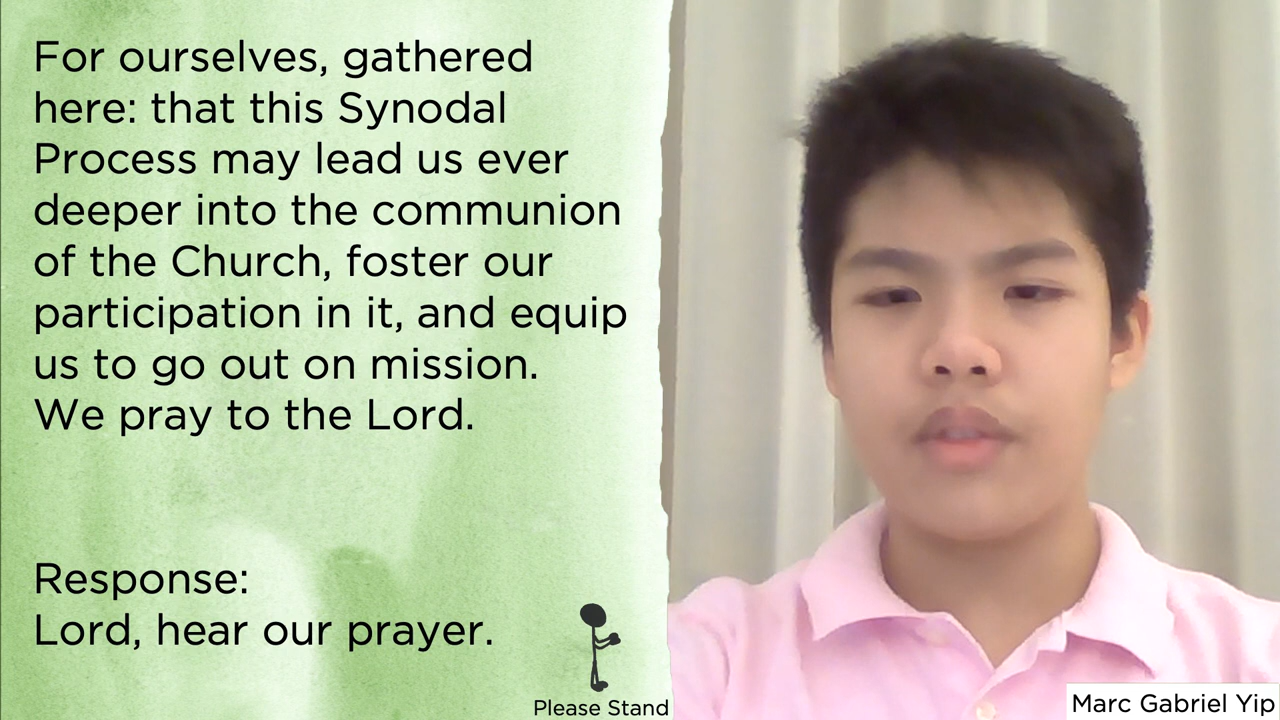 For ourselves, gathered
here: that this Synodal
Process may lead us ever
deeper into the communion
of the Church, foster our
participation in it, and equip
us to go out on mission.
We pray to the Lord.
Response:
Lord, hear our prayer.
Please Stand
Marc Gabriel Yip